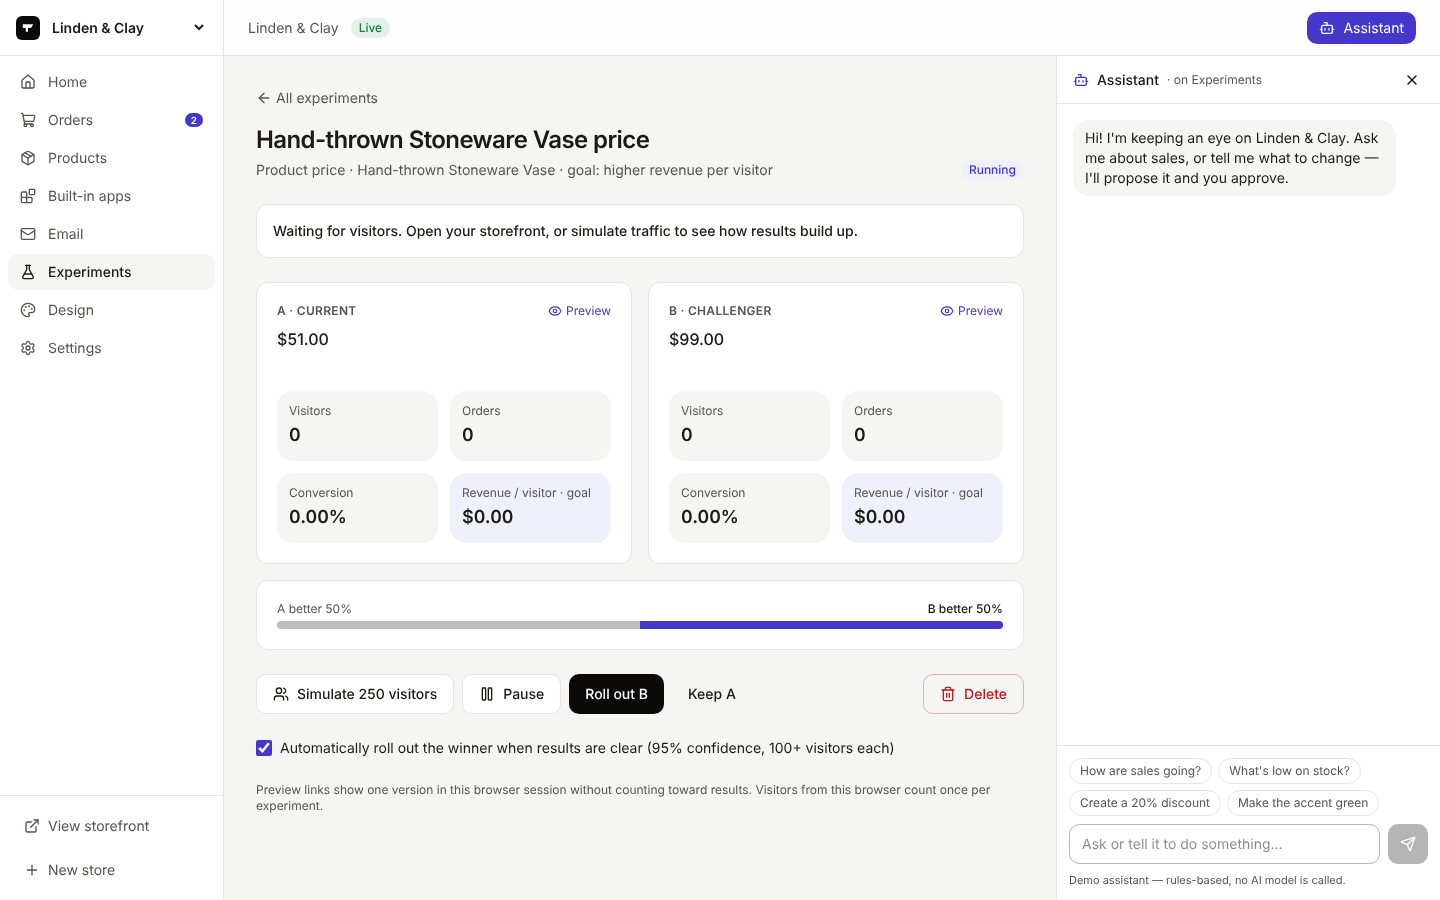 Linden & Clay
Home
Orders
2
Products
Built-in apps
Email
Experiments
Design
Settings
View storefront
New store
Linden & Clay
Live
Assistant
All experiments
Hand-thrown Stoneware Vase price
Product price · Hand-thrown Stoneware Vase · goal: higher revenue per visitor
Running
Waiting for visitors. Open your storefront, or simulate traffic to see how results build up.
A · CURRENT
Preview
$51.00
Visitors
0
Orders
0
Conversion
0.00%
Revenue / visitor · goal
$0.00
B · CHALLENGER
Preview
$99.00
Visitors
0
Orders
0
Conversion
0.00%
Revenue / visitor · goal
$0.00
A better 50%
B better 50%
Simulate 250 visitors
Pause
Roll out B
Keep A
Delete
Automatically roll out the winner when results are clear (95% confidence, 100+ visitors each)
Preview links show one version in this browser session without counting toward results. Visitors from this browser count once per
experiment.
Assistant · on Experiments
Hi! I'm keeping an eye on Linden & Clay. Ask
me about sales, or tell me what to change —
I'll propose it and you approve.
How are sales going?
What's low on stock?
Create a 20% discount
Make the accent green
Ask or tell it to do something...
Demo assistant — rules-based, no AI model is called.